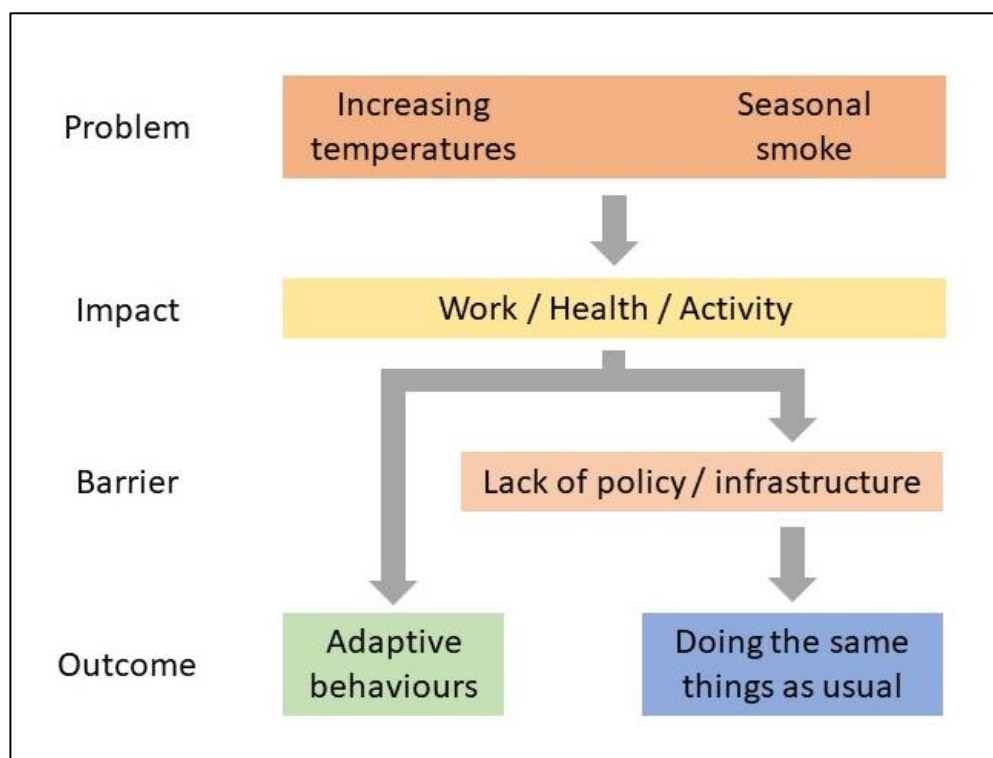 Problem
Increasing
temperatures
Seasonal
smoke
Impact
Work / Health / Activity
Barrier
Lack of policy / infrastructure
Outcome
Adaptive
behaviours
Doing the same
things as usual